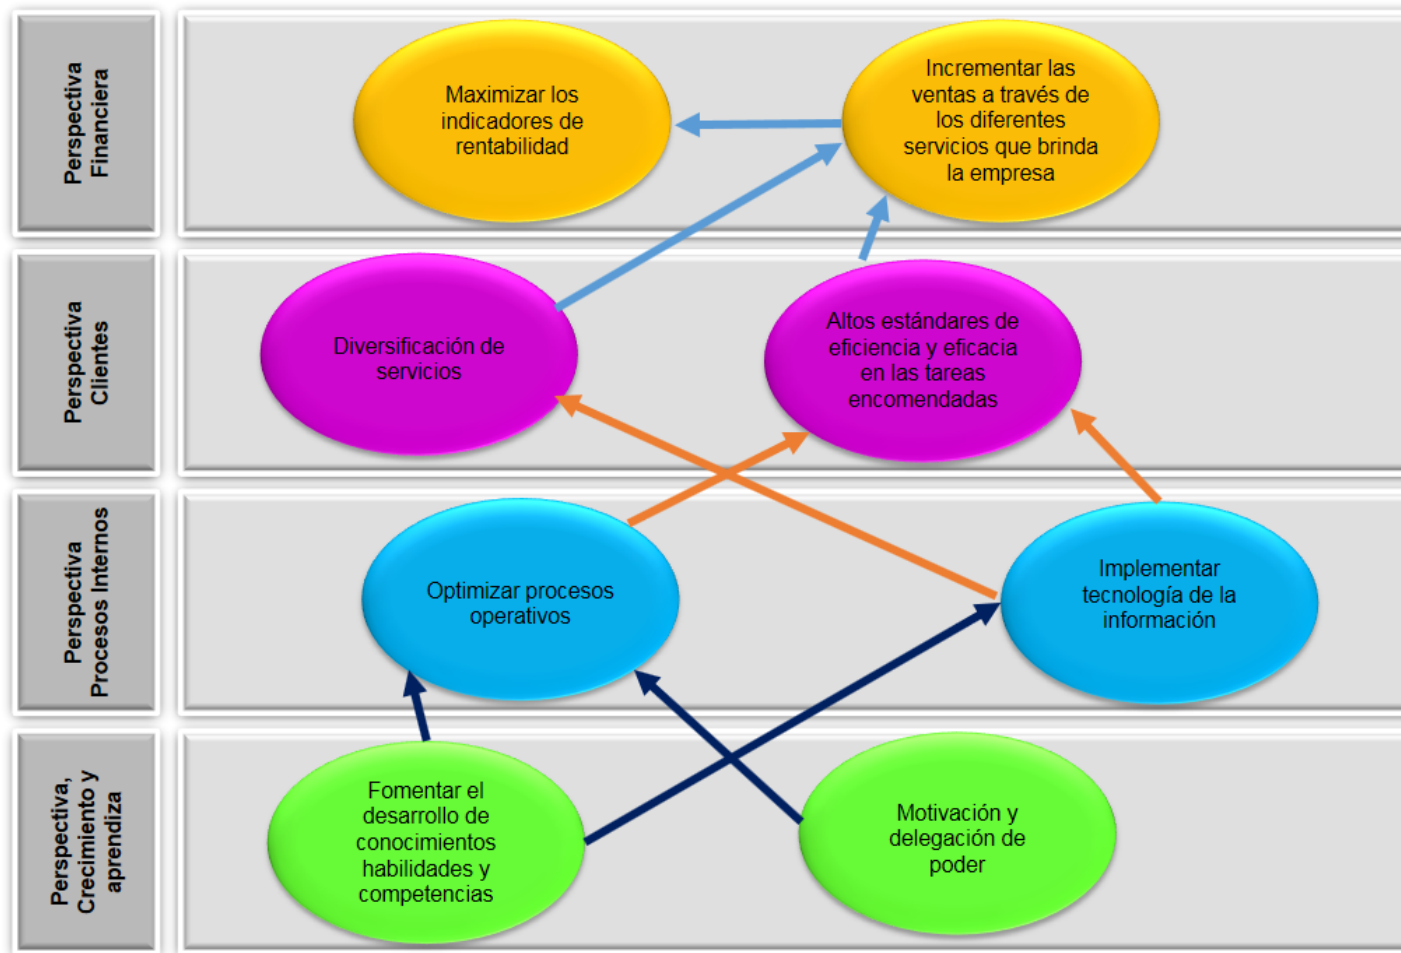 Perspectiva
Financiera
Maximizar los
indicadores de
rentabilidad
Incrementar las
ventas a través de
los diferentes
servicios que brinda
la empresa
Perspectiva
Clientes
Diversificación de
servicios
Altos estándares de
eficiencia y eficacia
en las tareas
encomendadas
Perspectiva
Procesos Internos
Optimizar procesos
operativos
Implementar
tecnología de la
información
Perspectiva,
Crecimiento y
aprendiza
Fomentar el
desarrollo de
conocimientos
habilidades y
competencias
Motivación y
delegación de
poder